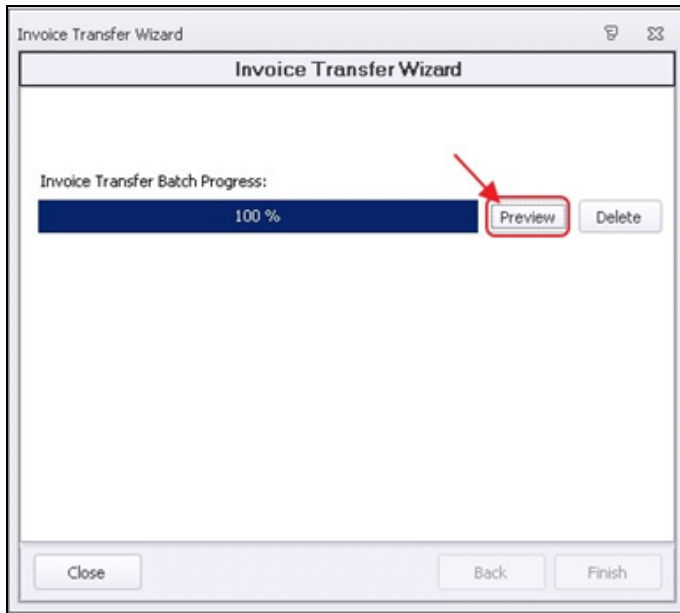 Invoice Transfer Wizard
Invoice Transfer Wizard
Invoice Transfer Batch Progress:
100 % Preview Delete
Close Back Finish